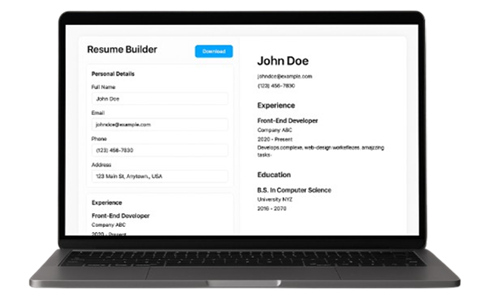 Resume Builder
Download
Personal Details
Full Name
John Doe
Email
johndoe@example.com
Phone
(123) 456-7830
Address
123 Main St, Anytown., USA
Experience
Front-End Developer
Company ABC
2020 - Present
John Doe
johndoe@example.com
(123) 456-7830
Experience
Front-End Developer
Company ABC
2020 - Present
Develops.complexe. web-design amazing
tasks·
Education
B.S. In Computer Science
University NYZ
2016 - 2070